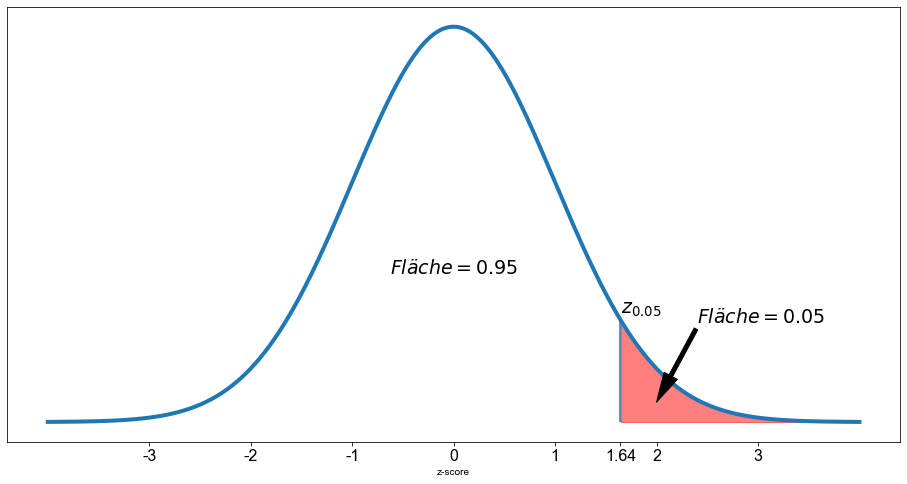 Fläche = 0.95
z0.05
Fläche = 0.05
-3 -2 -1 0 1 1.64 2 3
z-score